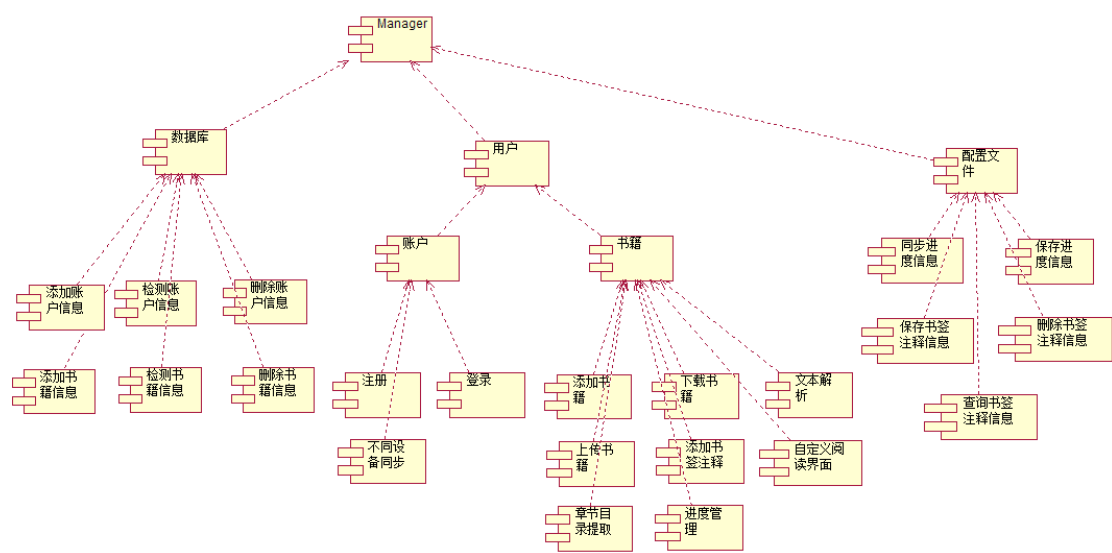 Manager
数据库
用户
配置文
件
账户
书籍
同步进
度信息
保存进
度信息
添加账
户信息
检测账
户信息
删除账
户信息
保存书签
注释信息
删除书签
注释信息
添加书
籍信息
检测书
籍信息
删除书
籍信息
注册
登录
添加书
籍
下载书
籍
文本解
析
查询书签
注释信息
不同设
备同步
上传书
籍
添加书
签注释
自定义阅
读界面
章节目
录提取
进度管
理